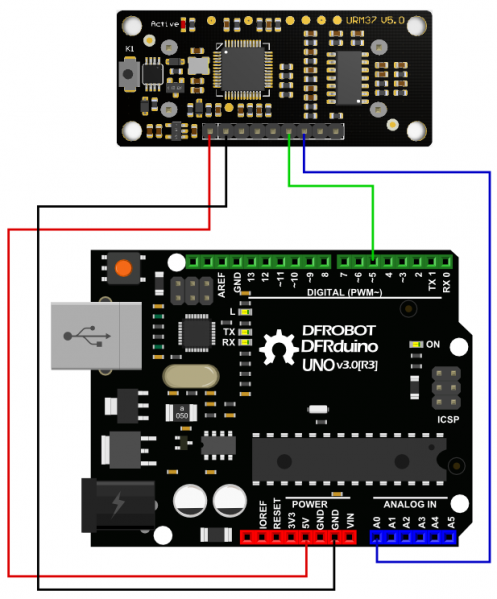 Active
URM37 V5.0
K1
AREF
GND
13
12
~11
~10
~9
8
7
~6
~5
4
~3
2
TX 1
RX 0
DIGITAL (PWM~)
L
TX
RX
DFROBOT
DFRduino
UNO v3.0[R3]
ON
ICSP
a
050
POWER
ANALOG IN
IOREF
RESET
3V3
5V
GND
GND
VIN
A0
A1
A2
A3
A4
A5